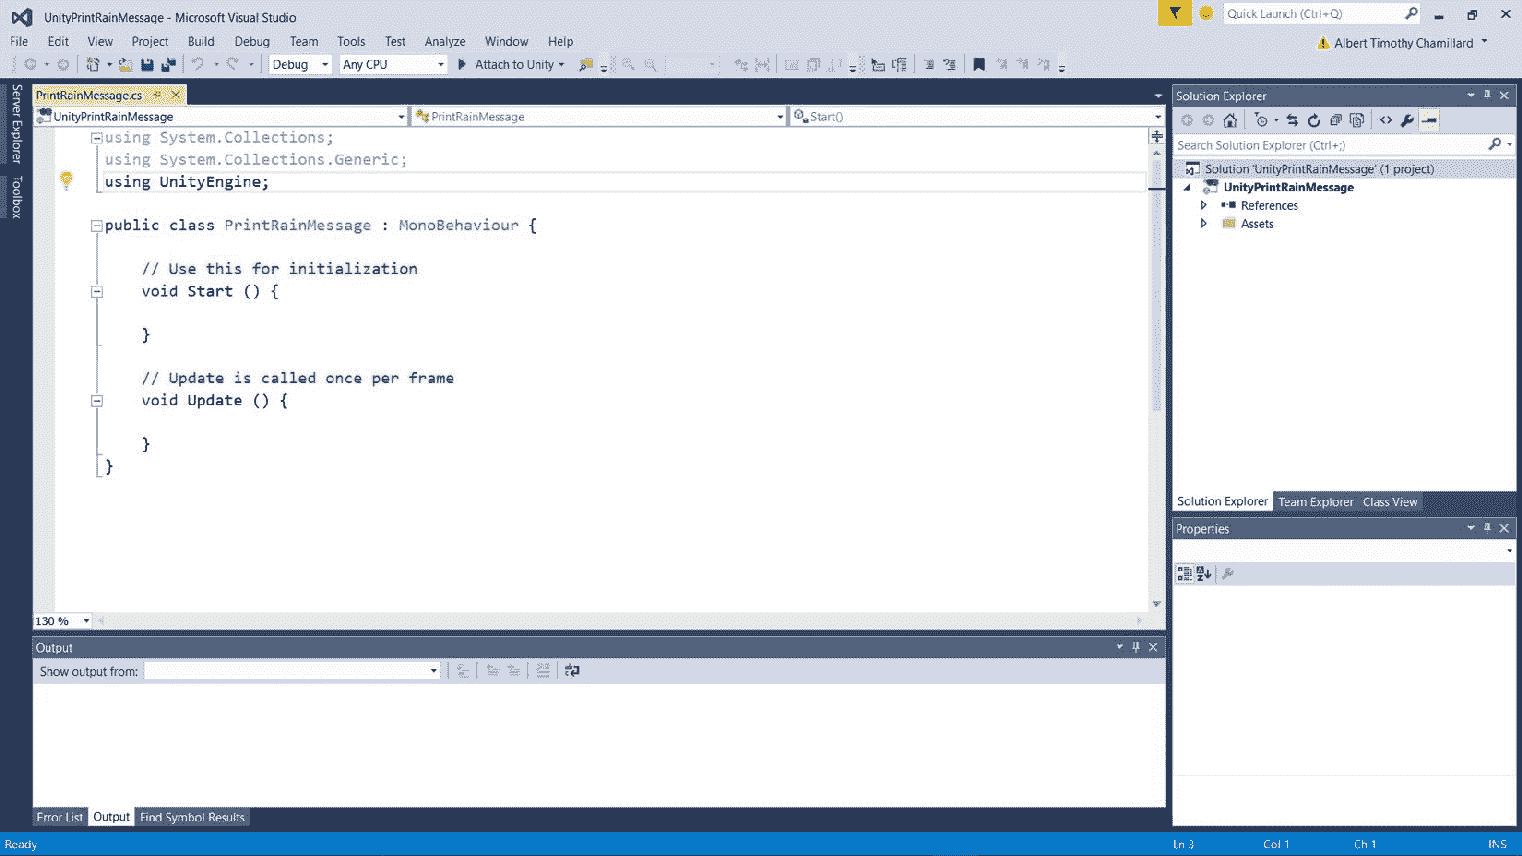 UnityPrintRainMessage - Microsoft Visual Studio
Quick Launch (Ctrl+Q)
File Edit View Project Build Debug Team Tools Test Analyze Window Help
Albert Timothy Chamillard
Debug Any CPU Attach to Unity
Server Explorer
Toolbox
PrintRainMessage.cs
UnityPrintRainMessage PrintRainMessage Start()
using System.Collections;
using System.Collections.Generic;
using UnityEngine;
public class PrintRainMessage : MonoBehaviour {
// Use this for initialization
void Start () {
}
// Update is called once per frame
void Update () {
}
}
130 %
Solution Explorer
Search Solution Explorer (Ctrl+;)
Solution 'UnityPrintRainMessage' (1 project)
UnityPrintRainMessage
References
Assets
Solution Explorer Team Explorer Class View
Properties
Output
Show output from:
Error List Output Find Symbol Results
Ready Ln 3 Col 1 Ch 1 INS